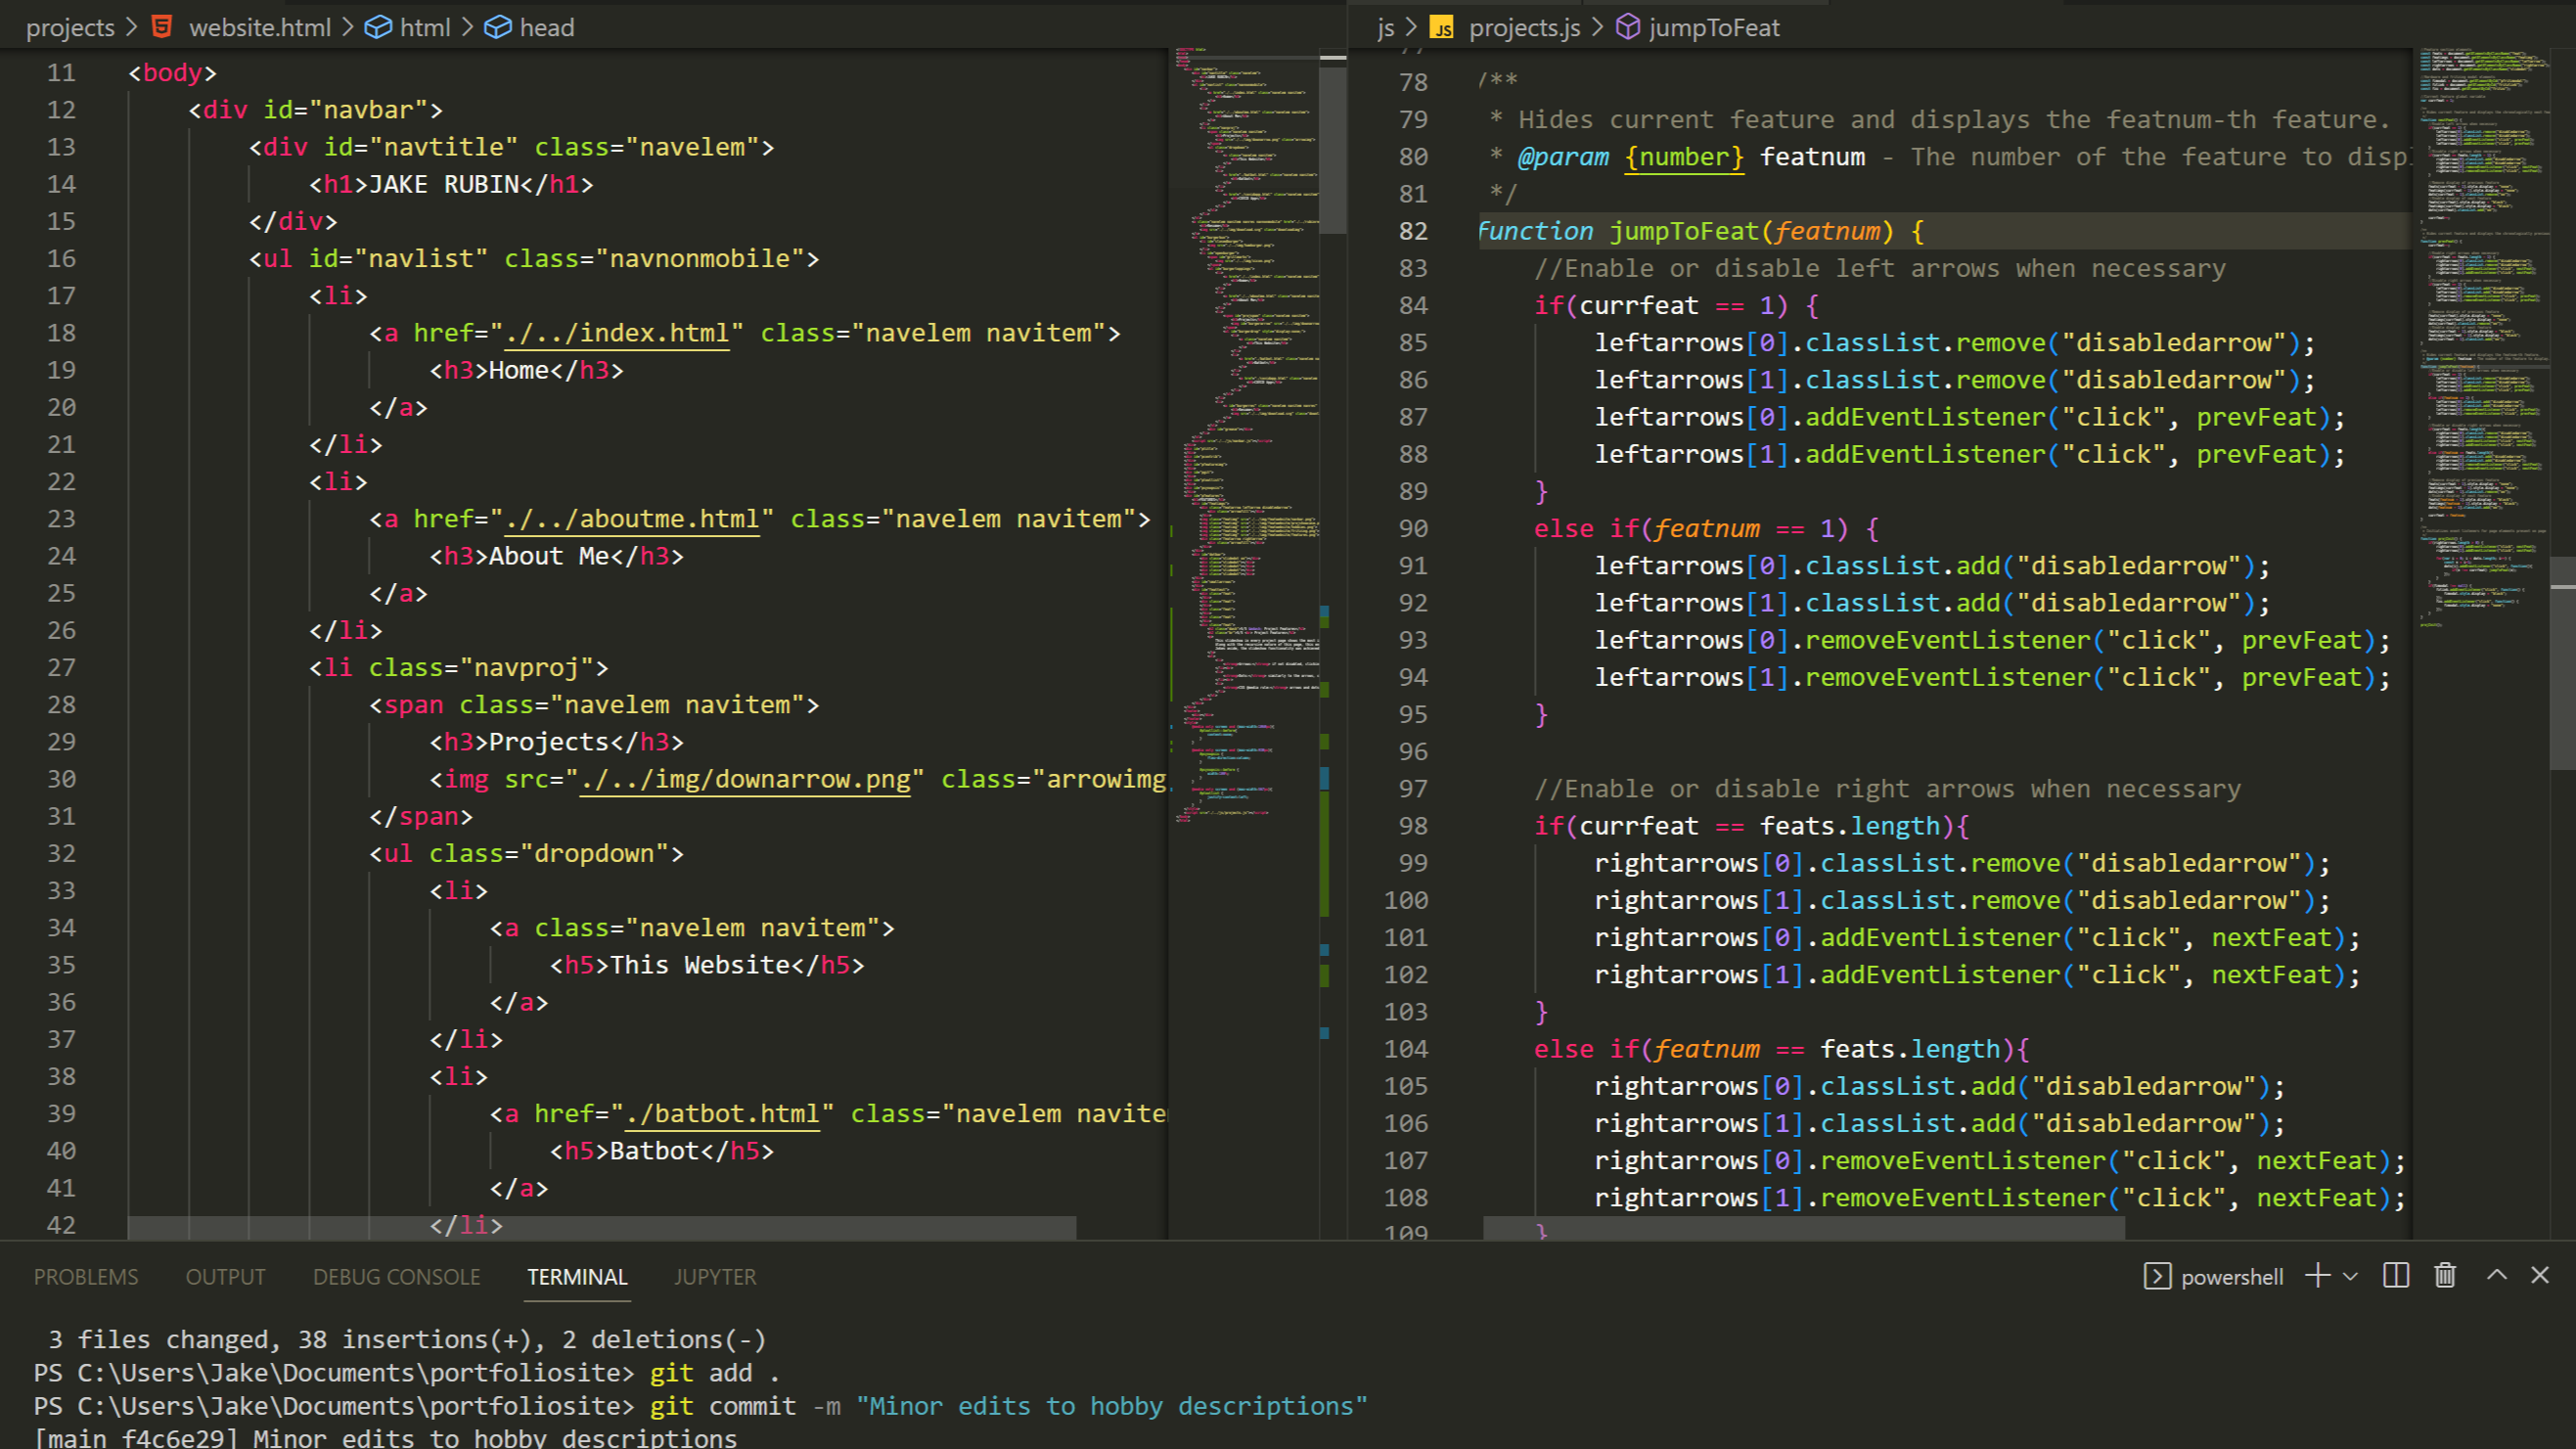 projects > website.html > html > head
11 <body>
12 <div id="navbar">
13 <div id="navtitle" class="navelem">
14 <h1>JAKE RUBIN</h1>
15 </div>
16 <ul id="navlist" class="navnonmobile">
17 <li>
18 <a href="./../index.html" class="navelem navitem">
19 <h3>Home</h3>
20 </a>
21 </li>
22 <li>
23 <a href="./../aboutme.html" class="navelem navitem">
24 <h3>About Me</h3>
25 </a>
26 </li>
27 <li class="navproj">
28 <span class="navelem navitem">
29 <h3>Projects</h3>
30 <img src="./../img/downarrow.png" class="arrowimg
31 </span>
32 <ul class="dropdown">
33 <li>
34 <a class="navelem navitem">
35 <h5>This Website</h5>
36 </a>
37 </li>
38 <li>
39 <a href="./batbot.html" class="navelem navite
40 <h5>Batbot</h5>
41 </a>
42 </li>
js > JS projects.js > jumpToFeat
77
78 /**
79 * Hides current feature and displays the featnum-th feature.
80 * @param {number} featnum - The number of the feature to disp
81 */
82 function jumpToFeat(featnum) {
83 //Enable or disable left arrows when necessary
84 if(currfeat == 1) {
85 leftarrows[0].classList.remove("disabledarrow");
86 leftarrows[1].classList.remove("disabledarrow");
87 leftarrows[0].addEventListener("click", prevFeat);
88 leftarrows[1].addEventListener("click", prevFeat);
89 }
90 else if(featnum == 1) {
91 leftarrows[0].classList.add("disabledarrow");
92 leftarrows[1].classList.add("disabledarrow");
93 leftarrows[0].removeEventListener("click", prevFeat);
94 leftarrows[1].removeEventListener("click", prevFeat);
95 }
96
97 //Enable or disable right arrows when necessary
98 if(currfeat == feats.length){
99 rightarrows[0].classList.remove("disabledarrow");
100 rightarrows[1].classList.remove("disabledarrow");
101 rightarrows[0].addEventListener("click", nextFeat);
102 rightarrows[1].addEventListener("click", nextFeat);
103 }
104 else if(featnum == feats.length){
105 rightarrows[0].classList.add("disabledarrow");
106 rightarrows[1].classList.add("disabledarrow");
107 rightarrows[0].removeEventListener("click", nextFeat);
108 rightarrows[1].removeEventListener("click", nextFeat);
109 }
PROBLEMS OUTPUT DEBUG CONSOLE TERMINAL JUPYTER powershell
3 files changed, 38 insertions(+), 2 deletions(-)
PS C:\Users\Jake\Documents\portfoliosite> git add .
PS C:\Users\Jake\Documents\portfoliosite> git commit -m "Minor edits to hobby descriptions"
[main f4c6e29] Minor edits to hobby descriptions